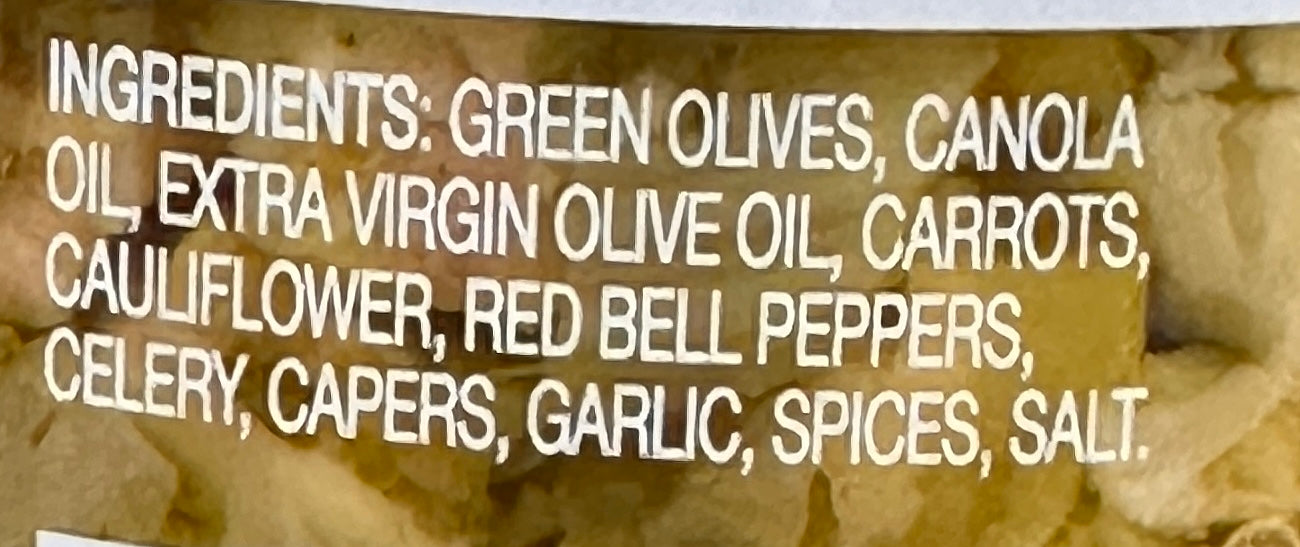 INGREDIENTS: GREEN OLIVES, CANOLA
OIL, EXTRA VIRGIN OLIVE OIL, CARROTS,
CAULIFLOWER, RED BELL PEPPERS,
CELERY, CAPERS, GARLIC, SPICES, SALT.